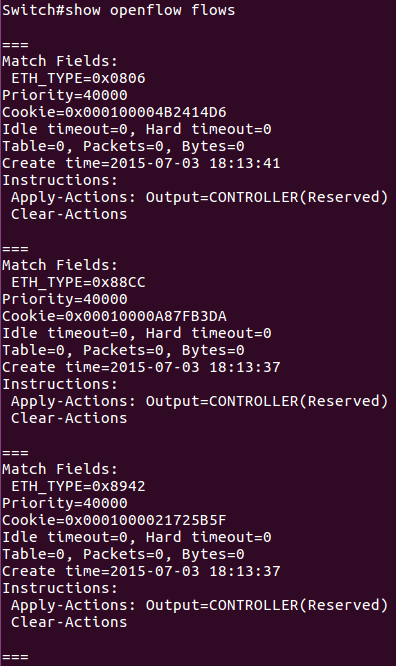 Switch#show openflow flows
===
Match Fields:
ETH_TYPE=0x0806
Priority=40000
Cookie=0x000100004B2414D6
Idle timeout=0, Hard timeout=0
Table=0, Packets=0, Bytes=0
Create time=2015-07-03 18:13:41
Instructions:
Apply-Actions: Output=CONTROLLER(Reserved)
Clear-Actions
===
Match Fields:
ETH_TYPE=0x88CC
Priority=40000
Cookie=0x00010000A87FB3DA
Idle timeout=0, Hard timeout=0
Table=0, Packets=0, Bytes=0
Create time=2015-07-03 18:13:37
Instructions:
Apply-Actions: Output=CONTROLLER(Reserved)
Clear-Actions
===
Match Fields:
ETH_TYPE=0x8942
Priority=40000
Cookie=0x0001000021725B5F
Idle timeout=0, Hard timeout=0
Table=0, Packets=0, Bytes=0
Create time=2015-07-03 18:13:37
Instructions:
Apply-Actions: Output=CONTROLLER(Reserved)
Clear-Actions
===